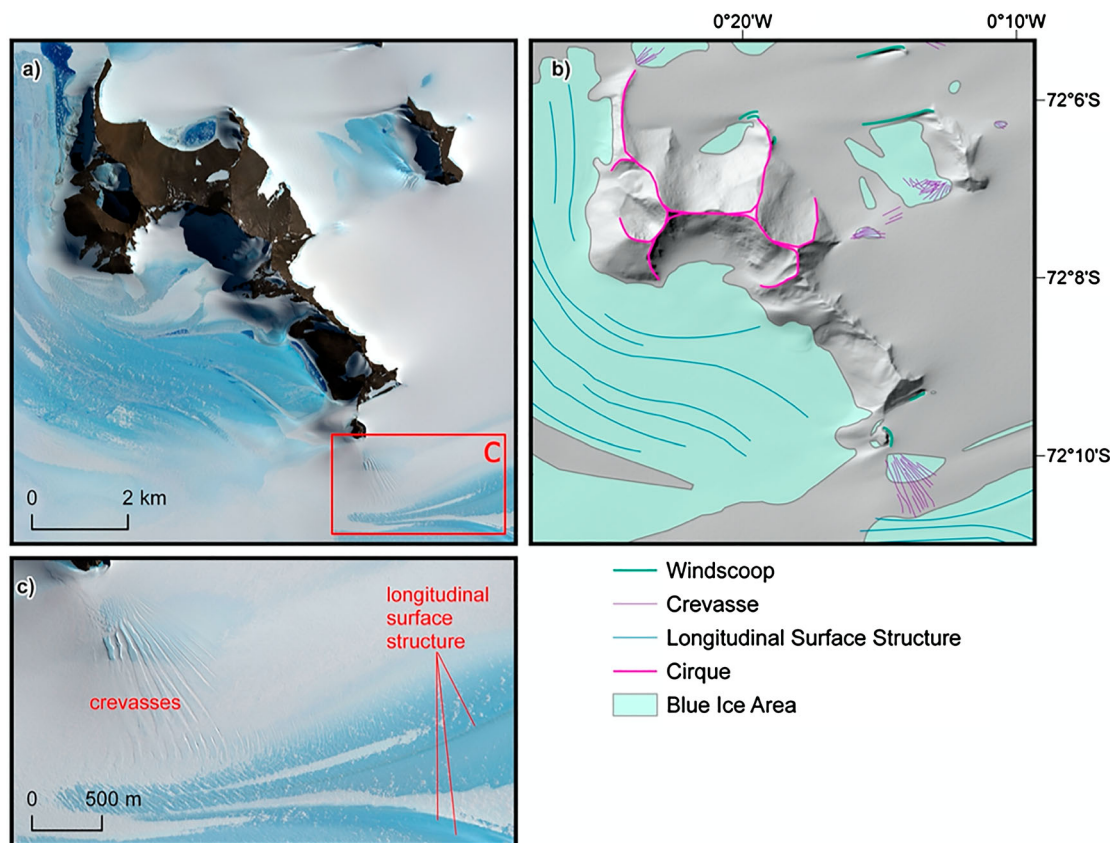 0°20'W
0°10'W
a)
b)
72°6'S
72°8'S
C
72°10'S
0
2 km
c)
longitudinal
surface
structure
crevasses
0
500 m
Windscoop
Crevasse
Longitudinal Surface Structure
Cirque
Blue Ice Area